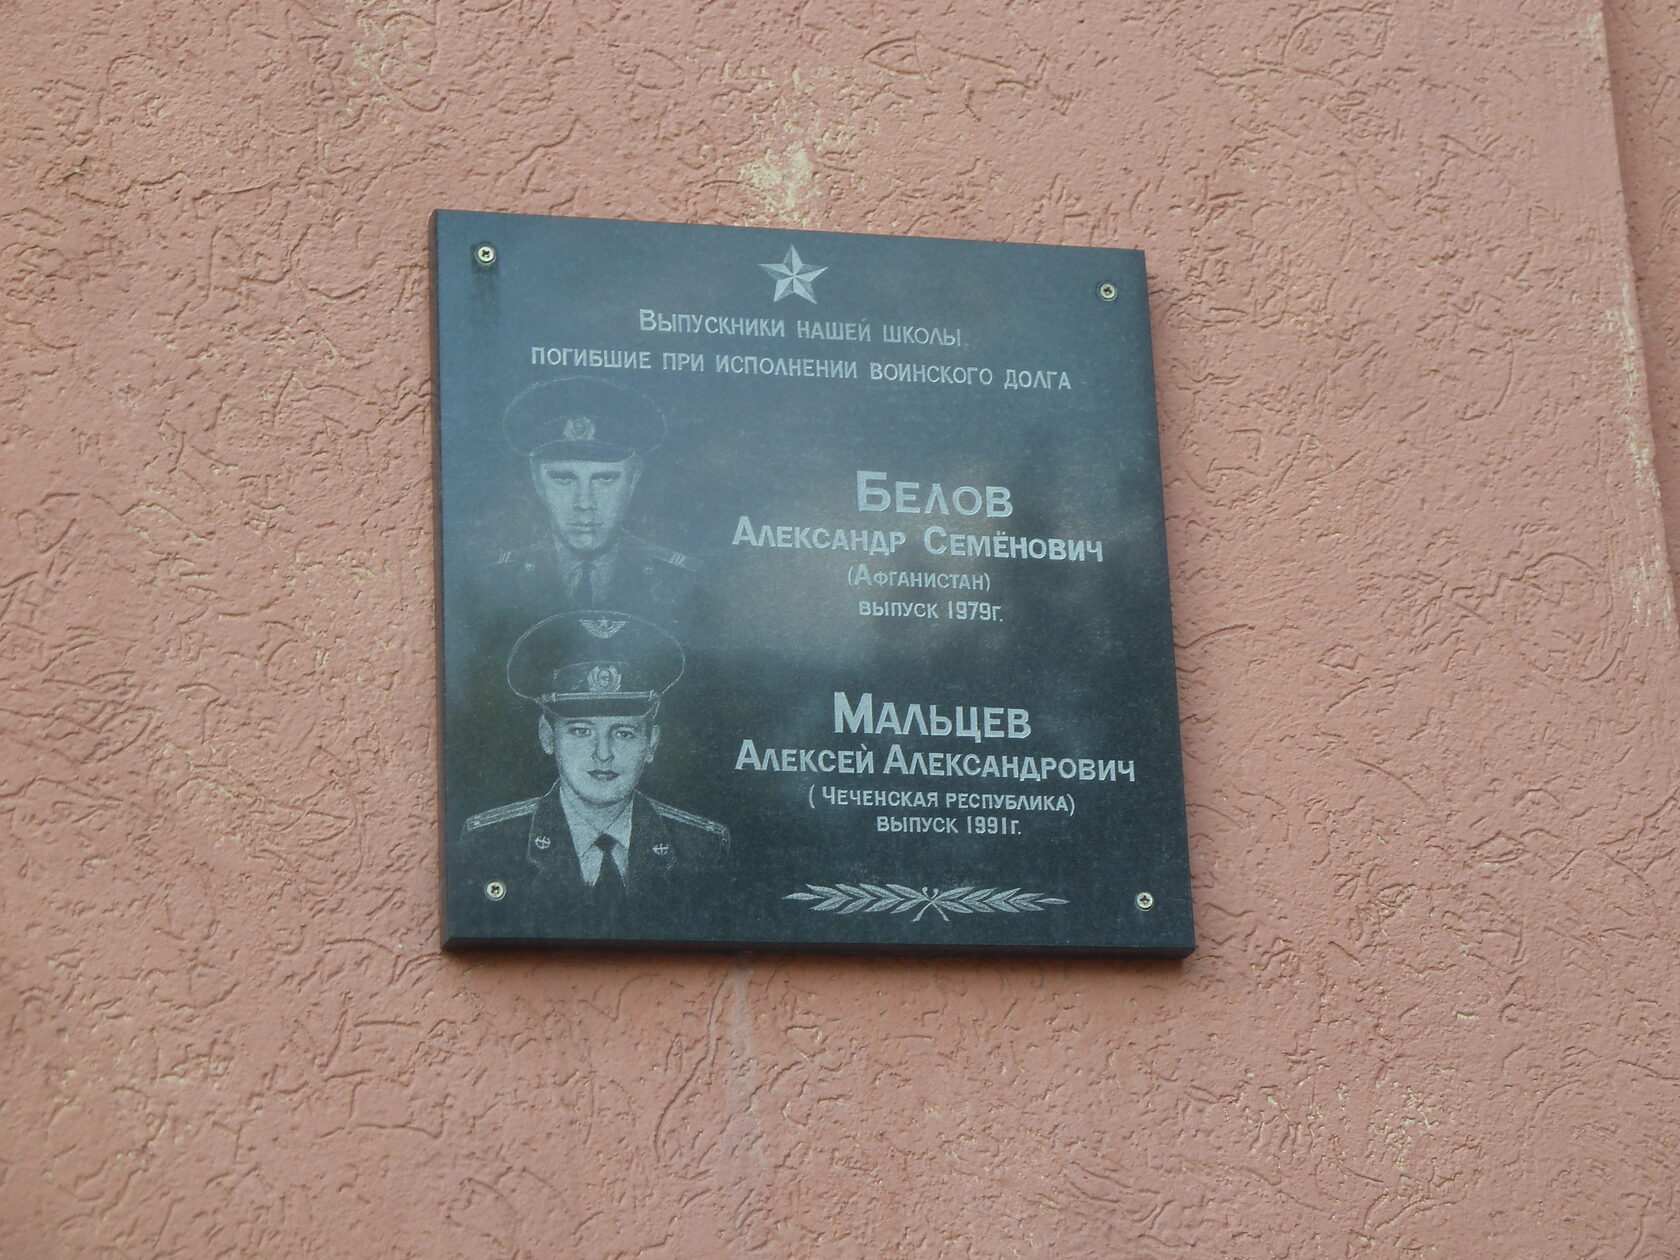 Выпускники нашей школы,
погибшие при исполнении воинского долга
Белов
Александр Семёнович
(Афганистан)
выпуск 1979г.
Мальцев
Алексей Александрович
(Чеченская республика)
выпуск 1991г.